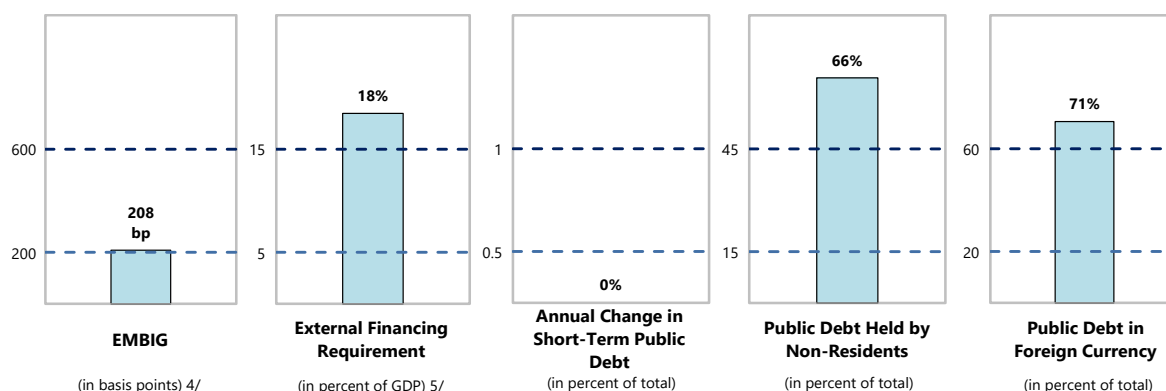 600
200
208
bp
EMBIG
(in basis points) 4/
15
5
18%
External Financing
Requirement
(in percent of GDP) 5/
1
0.5
0%
Annual Change in
Short-Term Public
Debt
(in percent of total)
45
15
66%
Public Debt Held by
Non-Residents
(in percent of total)
60
20
71%
Public Debt in
Foreign Currency
(in percent of total)